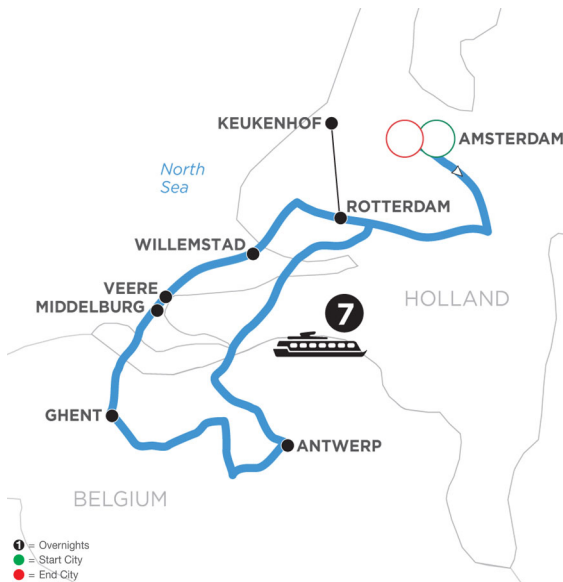 KEUKENHOF
AMSTERDAM
North
Sea
ROTTERDAM
WILLEMSTAD
VEERE
MIDDELBURG
HOLLAND
7
GHENT
ANTWERP
BELGIUM
1 = Overnights
= Start City
= End City